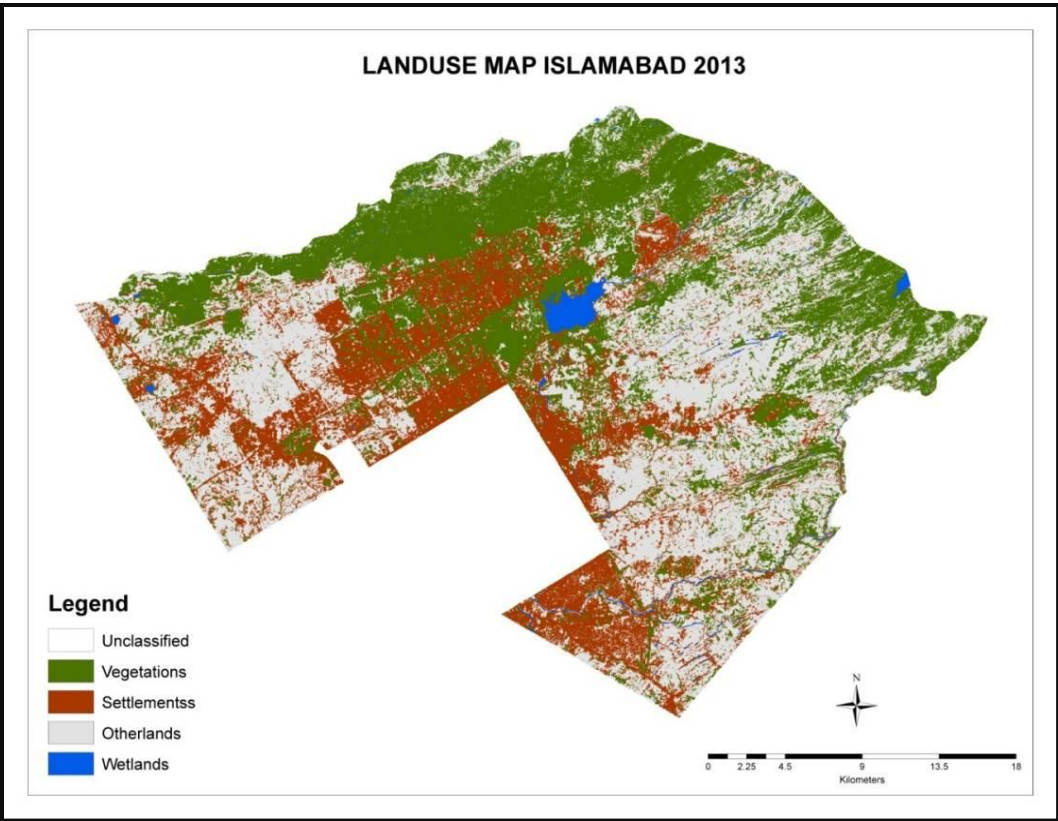 LANDUSE MAP ISLAMABAD 2013
Legend
Unclassified
Vegetations
Settlementss
Otherlands
Wetlands
N
0 2.25 4.5 9 13.5 18
Kilometers